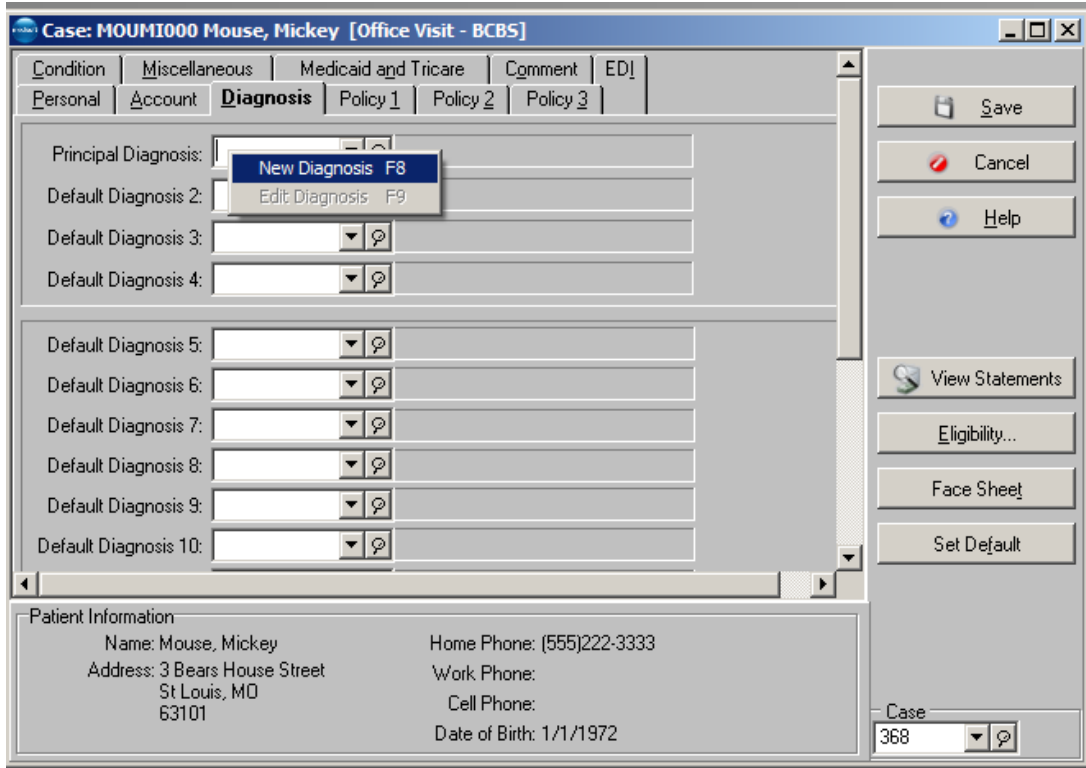 Case: MOUMI000 Mouse, Mickey [Office Visit - BCBS]
Condition Miscellaneous Medicaid and Tricare Comment EDI
Personal Account Diagnosis Policy 1 Policy 2 Policy 3
Principal Diagnosis:
New Diagnosis F8
Default Diagnosis 2:
Edit Diagnosis F9
Default Diagnosis 3:
Default Diagnosis 4:
Default Diagnosis 5:
Default Diagnosis 6:
Default Diagnosis 7:
Default Diagnosis 8:
Default Diagnosis 9:
Default Diagnosis 10:
Save
Cancel
Help
View Statements
Eligibility...
Face Sheet
Set Default
Patient Information
Name: Mouse, Mickey
Address: 3 Bears House Street
St Louis, MO
63101
Home Phone: (555)222-3333
Work Phone:
Cell Phone:
Date of Birth: 1/1/1972
Case
368